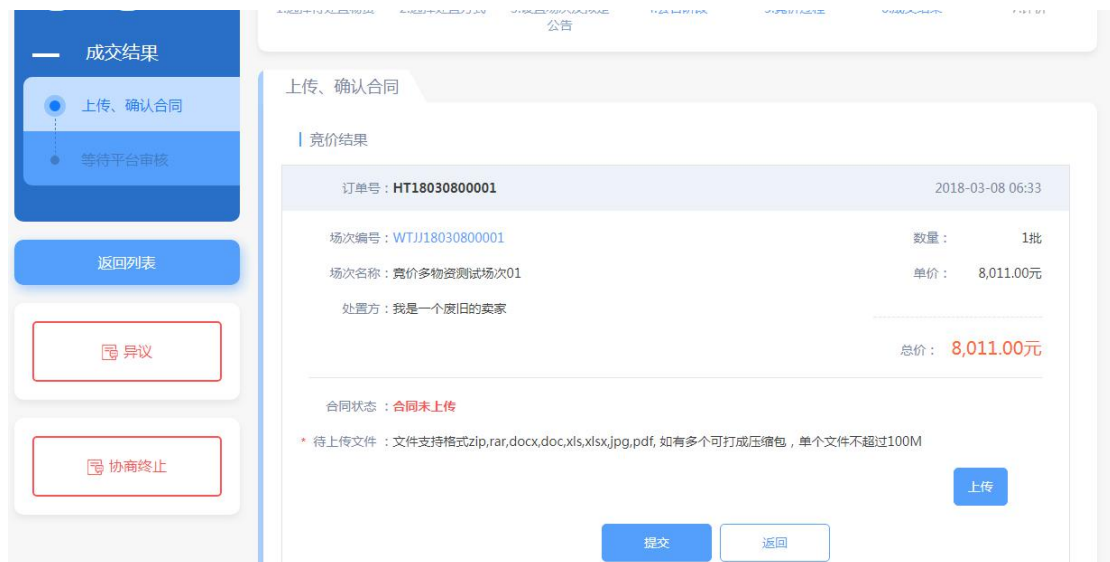 公告
成交结果
上传、确认合同
等待平台审核
返回列表
异议
协商终止
上传、确认合同
竞价结果
订单号：HT18030800001 2018-03-08 06:33
场次编号：WTJJ18030800001 数量： 1批
场次名称：竞价多物资测试场次01 单价： 8,011.00元
处置方：我是一个废旧的卖家
总价： 8,011.00元
合同状态 ：合同未上传
* 待上传文件 ：文件支持格式zip,rar,docx,doc,xls,xlsx,jpg,pdf, 如有多个可打成压缩包，单个文件不超过100M
上传
提交 返回